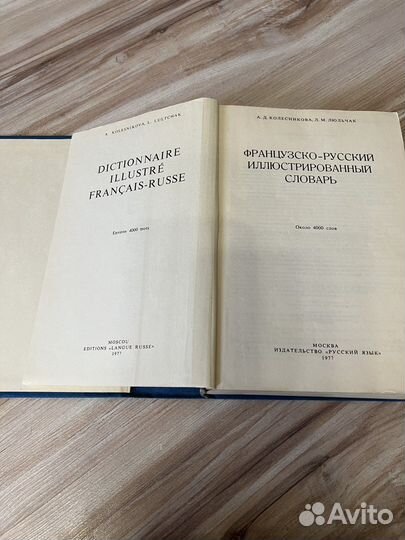 A. KOLESNIKOVA, L. LELTCHAK
DICTIONNAIRE
ILLUSTRÉ
FRANÇAIS-RUSSE
Environ 4000 mots
MOSCOU
EDITIONS «LANGUE RUSSE»
1977
А. Д. КОЛЕСНИКОВА, Л. М. ЛЮЛЬЧАК
ФРАНЦУЗСКО-РУССКИЙ
ИЛЛЮСТРИРОВАННЫЙ
СЛОВАРЬ
Около 4000 слов
МОСКВА
ИЗДАТЕЛЬСТВО «РУССКИЙ ЯЗЫК»
1977
Avito